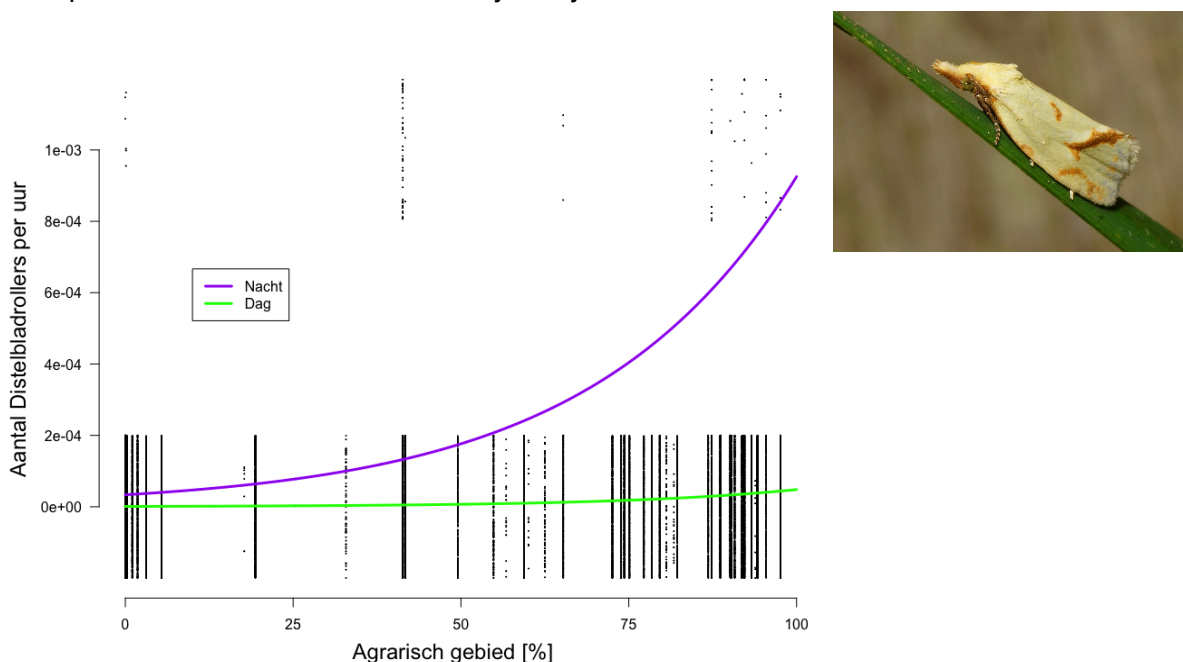 Aantal Distelbladrollers per uur
1e-03
8e-04
6e-04
4e-04
2e-04
0e+00
Nacht
Dag
0
25
50
75
100
Agrarisch gebied [%]